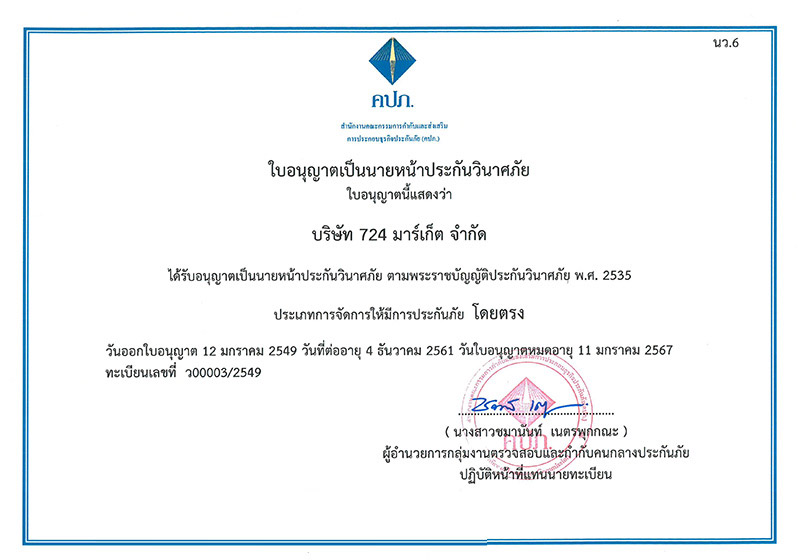 นว.6
คปภ.
สำนักงานคณะกรรมการกำกับและส่งเสริม
การประกอบธุรกิจประกันภัย (คปภ.)
ใบอนุญาตเป็นนายหน้าประกันวินาศภัย
ใบอนุญาตนี้แสดงว่า
บริษัท 724 มาร์เก็ต จำกัด
ได้รับอนุญาตเป็นนายหน้าประกันวินาศภัย ตามพระราชบัญญัติประกันวินาศภัย พ.ศ. 2535
ประเภทการจัดการให้มีการประกันภัย โดยตรง
วันออกใบอนุญาต 12 มกราคม 2549 วันที่ต่ออายุ 4 ธันวาคม 2561 วันใบอนุญาตหมดอายุ 11 มกราคม 2567
ทะเบียนเลขที่ ว00003/2549
( นางสาวชมานันท์ เนตรพุกกณะ )
คปภ.
ผู้อำนวยการกลุ่มงานตรวจสอบและกำกับคนกลางประกันภัย
ปฏิบัติหน้าที่แทนนายทะเบียน